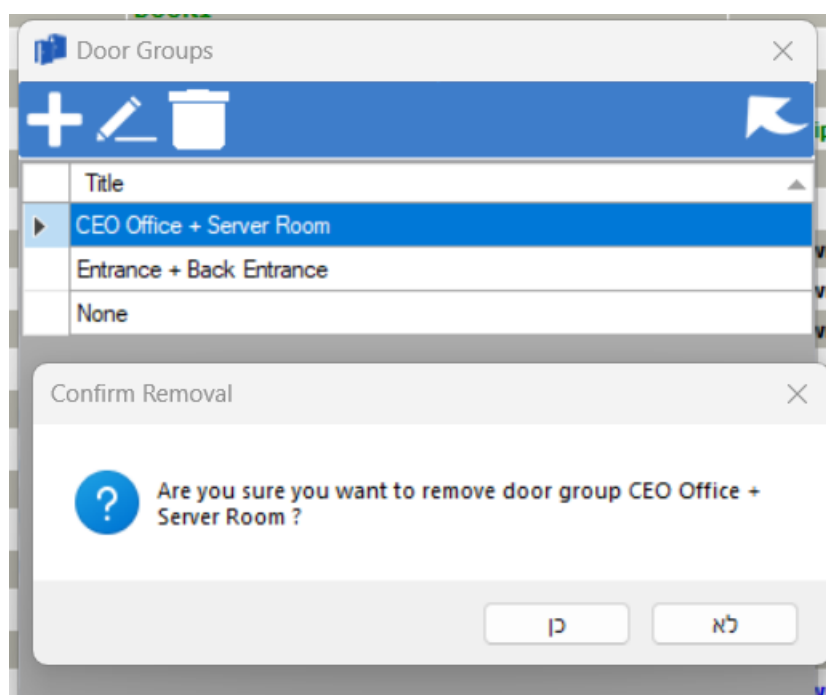 DOOR1
Door Groups
Title
CEO Office + Server Room
Entrance + Back Entrance
None
Confirm Removal
Are you sure you want to remove door group CEO Office +
Server Room ?
כן
לא